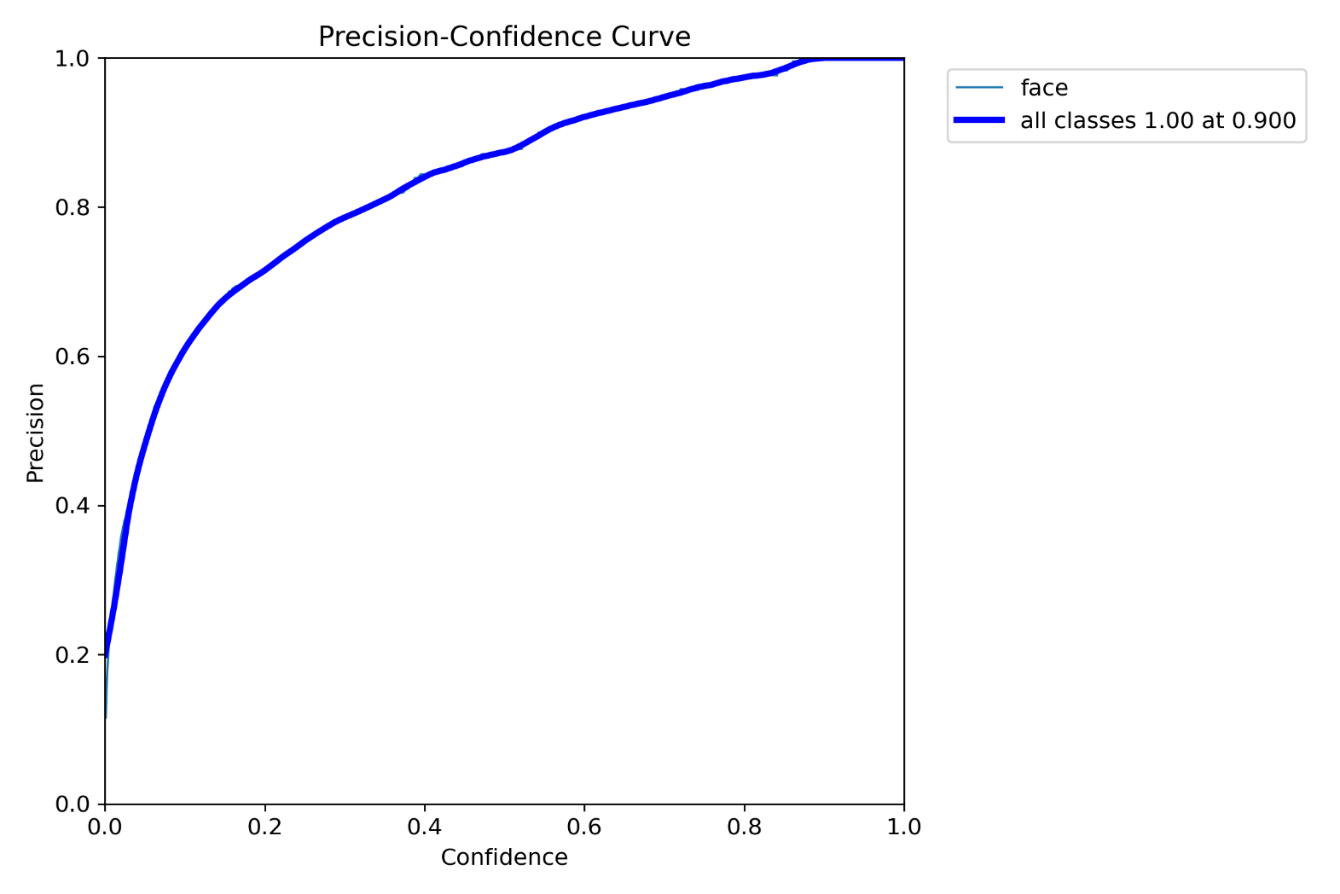 Precision-Confidence Curve
face
all classes 1.00 at 0.900
Precision
1.0
0.8
0.6
0.4
0.2
0.0
0.0 0.2 0.4 0.6 0.8 1.0
Confidence